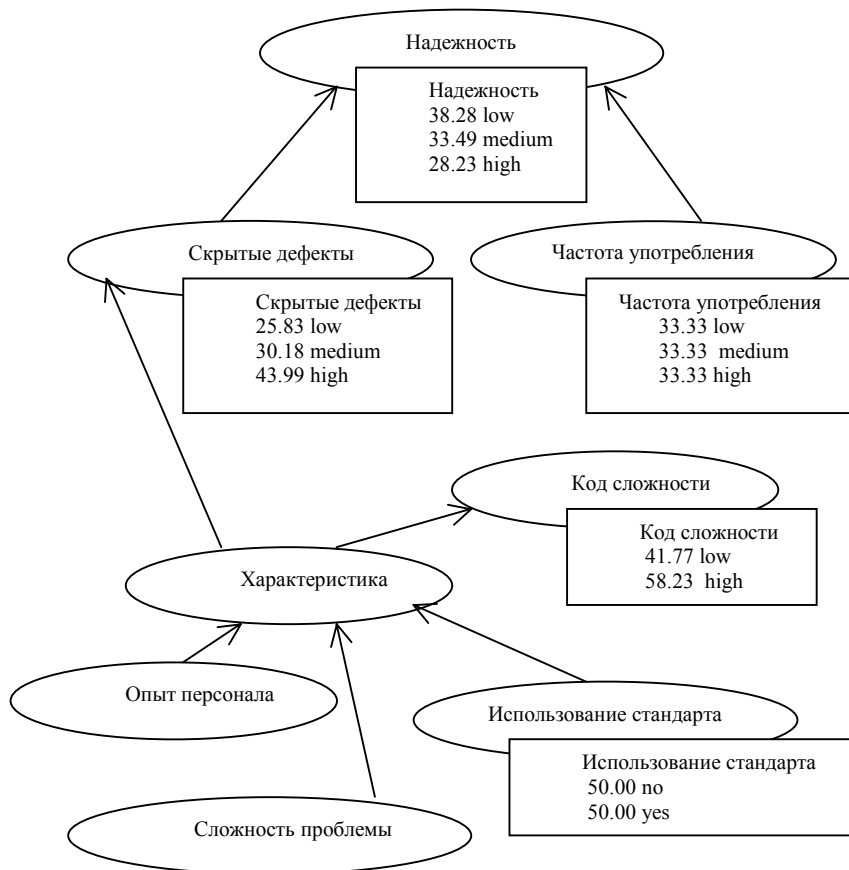 Надежность
Надежность
38.28 low
33.49 medium
28.23 high
Скрытые дефекты
Скрытые дефекты
25.83 low
30.18 medium
43.99 high
Частота употребления
Частота употребления
33.33 low
33.33 medium
33.33 high
Код сложности
Код сложности
41.77 low
58.23 high
Характеристика
Опыт персонала
Использование стандарта
Использование стандарта
50.00 no
50.00 yes
Сложность проблемы